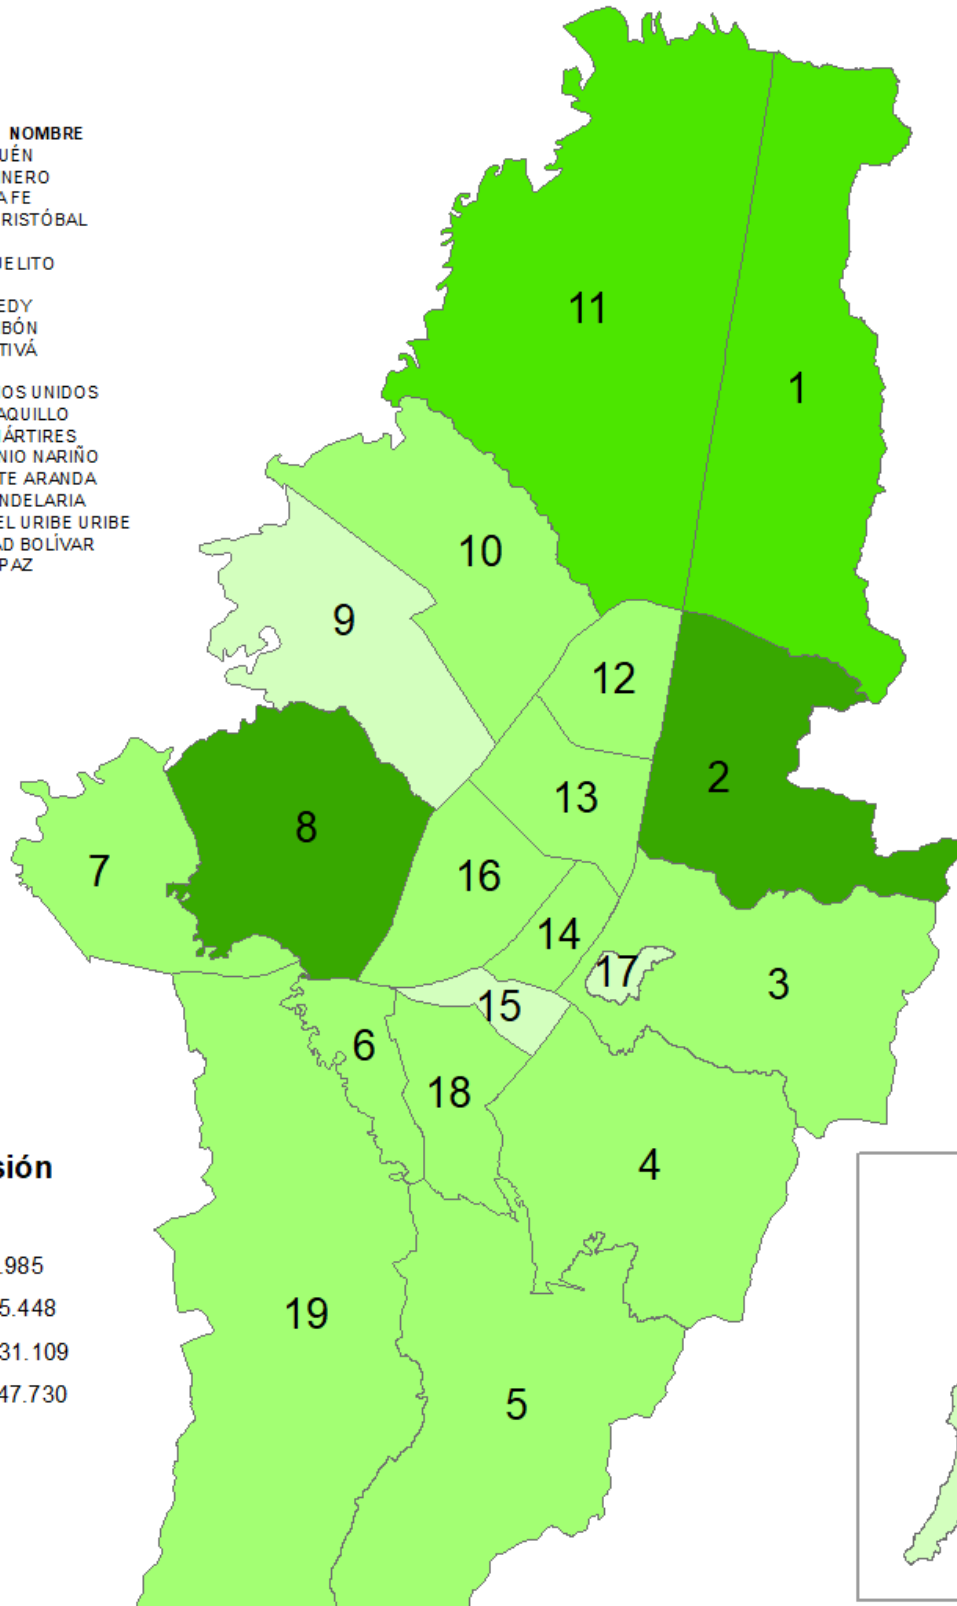 NOMBRE
UÉN
NERO
A FE
RISTÓBAL
JELITO
EDY
BÓN
TIVÁ
OS UNIDOS
AQUILLO
MÁRTIRES
NIO NARIÑO
TE ARANDA
NDELARIA
EL URIBE URIBE
AD BOLÍVAR
PAZ
11
1
10
9
12
2
13
8
7
16
14
17
3
15
6
18
4
sión
.985
5.448
19
31.109
47.730
5